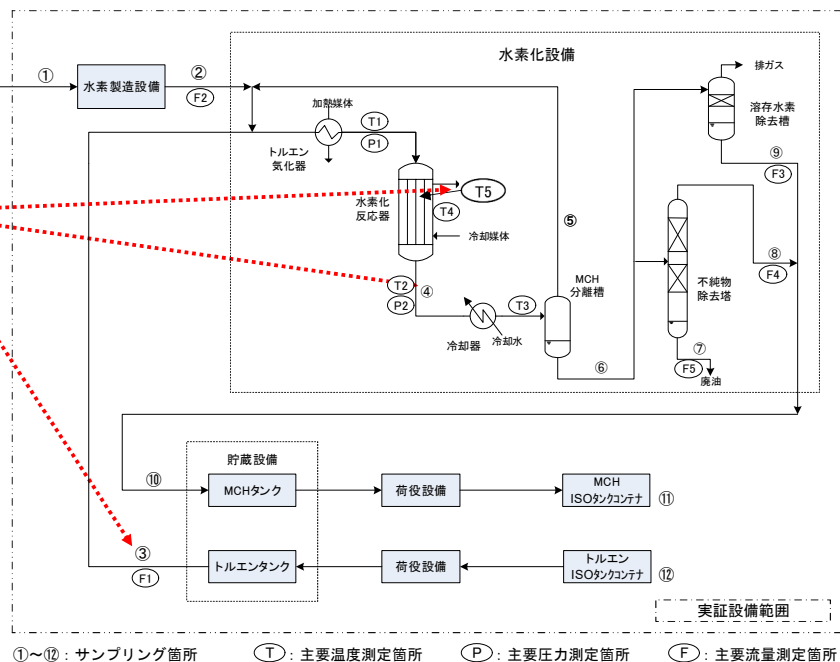 水素化設備
①
水素製造設備
②
F2
加熱媒体
トルエン
気化器
T1
P1
排ガス
溶存水素
除去槽
⑨
F3
水素化
反応器
T5
T4
冷却媒体
⑤
T2
P2
④
冷却器
冷却水
T3
MCH
分離槽
⑥
不純物
除去塔
⑧
F4
⑦
F5
廃油
貯蔵設備
⑩
MCHタンク
荷役設備
MCH
ISOタンクコンテナ
⑪
③
F1
トルエンタンク
荷役設備
トルエン
ISOタンクコンテナ
⑫
実証設備範囲
①～⑫：サンプリング箇所
T：主要温度測定箇所
P：主要圧力測定箇所
F：主要流量測定箇所